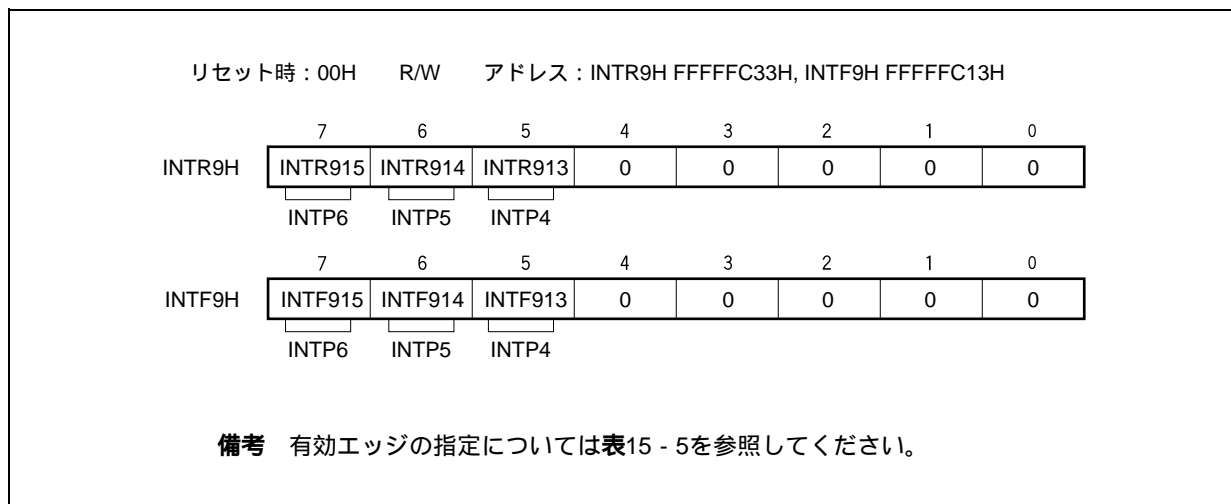 リセット時：00H R/W アドレス：INTR9H FFFFFC33H, INTF9H FFFFFC13H
7 6 5 4 3 2 1 0
INTR9H INTR915 INTR914 INTR913 0 0 0 0 0
INTP6 INTP5 INTP4
7 6 5 4 3 2 1 0
INTF9H INTF915 INTF914 INTF913 0 0 0 0 0
INTP6 INTP5 INTP4
備考 有効エッジの指定については表15 - 5を参照してください。